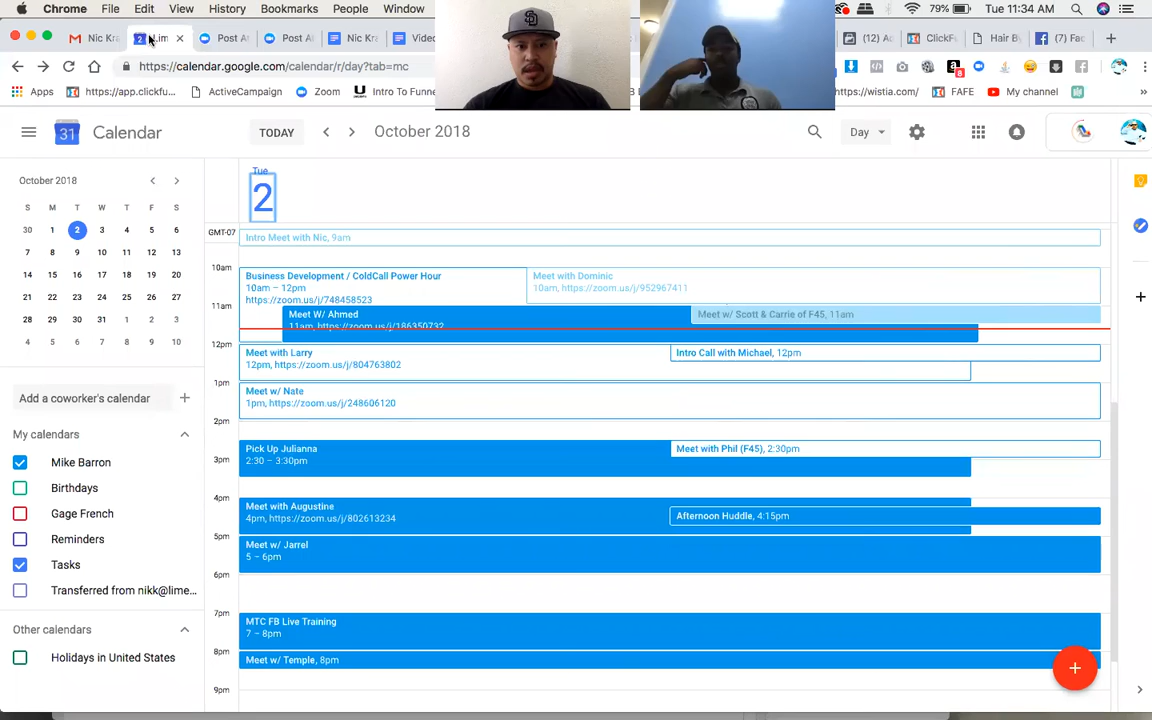 Chrome File Edit View History Bookmarks People Window 79% Tue 11:34 AM
Nic Kra 2 Lim Post A Post A Nic Kr Video (12) A ClickF Hair B (7) Fac
https://calendar.google.com/calendar/r/day?tab=mc
Apps https://app.clickfu... ActiveCampaign Zoom Intro To Funne /wistia.com/ FAFE My channel »
31 Calendar TODAY October 2018 Day
October 2018
S M T W T F S
30 1 2 3 4 5 6
7 8 9 10 11 12 13
14 15 16 17 18 19 20
21 22 23 24 25 26 27
28 29 30 31 1 2 3
4 5 6 7 8 9 10
Add a coworker's calendar
My calendars
Mike Barron
Birthdays
Gage French
Reminders
Tasks
Transferred from nikk@lime...
Other calendars
Holidays in United States
Tue
2
GMT-07
Intro Meet with Nic, 9am
10am
Business Development / ColdCall Power Hour
10am – 12pm
https://zoom.us/j/748458523
Meet with Dominic
10am, https://zoom.us/j/952967411
11am
Meet W/ Ahmed
11am, https://zoom.us/j/186350732
Meet w/ Scott & Carrie of F45, 11am
12pm
Meet with Larry
12pm, https://zoom.us/j/804763802
Intro Call with Michael, 12pm
1pm
Meet w/ Nate
1pm, https://zoom.us/j/248606120
2pm
Pick Up Julianna
2:30 – 3:30pm
Meet with Phil (F45), 2:30pm
3pm
4pm
Meet with Augustine
4pm, https://zoom.us/j/802613234
Afternoon Huddle, 4:15pm
5pm
Meet w/ Jarrel
5 – 6pm
6pm
7pm
MTC FB Live Training
7 – 8pm
8pm
Meet w/ Temple, 8pm
9pm